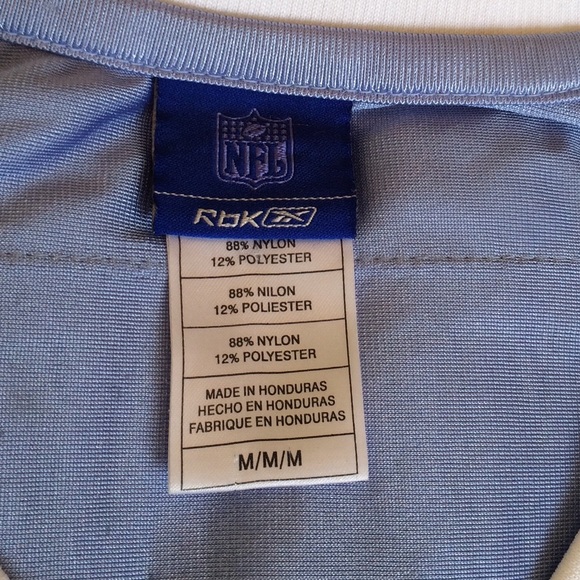 NFL
RBK
88% NYLON
12% POLYESTER
88% NILON
12% POLIESTER
88% NYLON
12% POLYESTER
MADE IN HONDURAS
HECHO EN HONDURAS
FABRIQUE EN HONDURAS
M/M/M